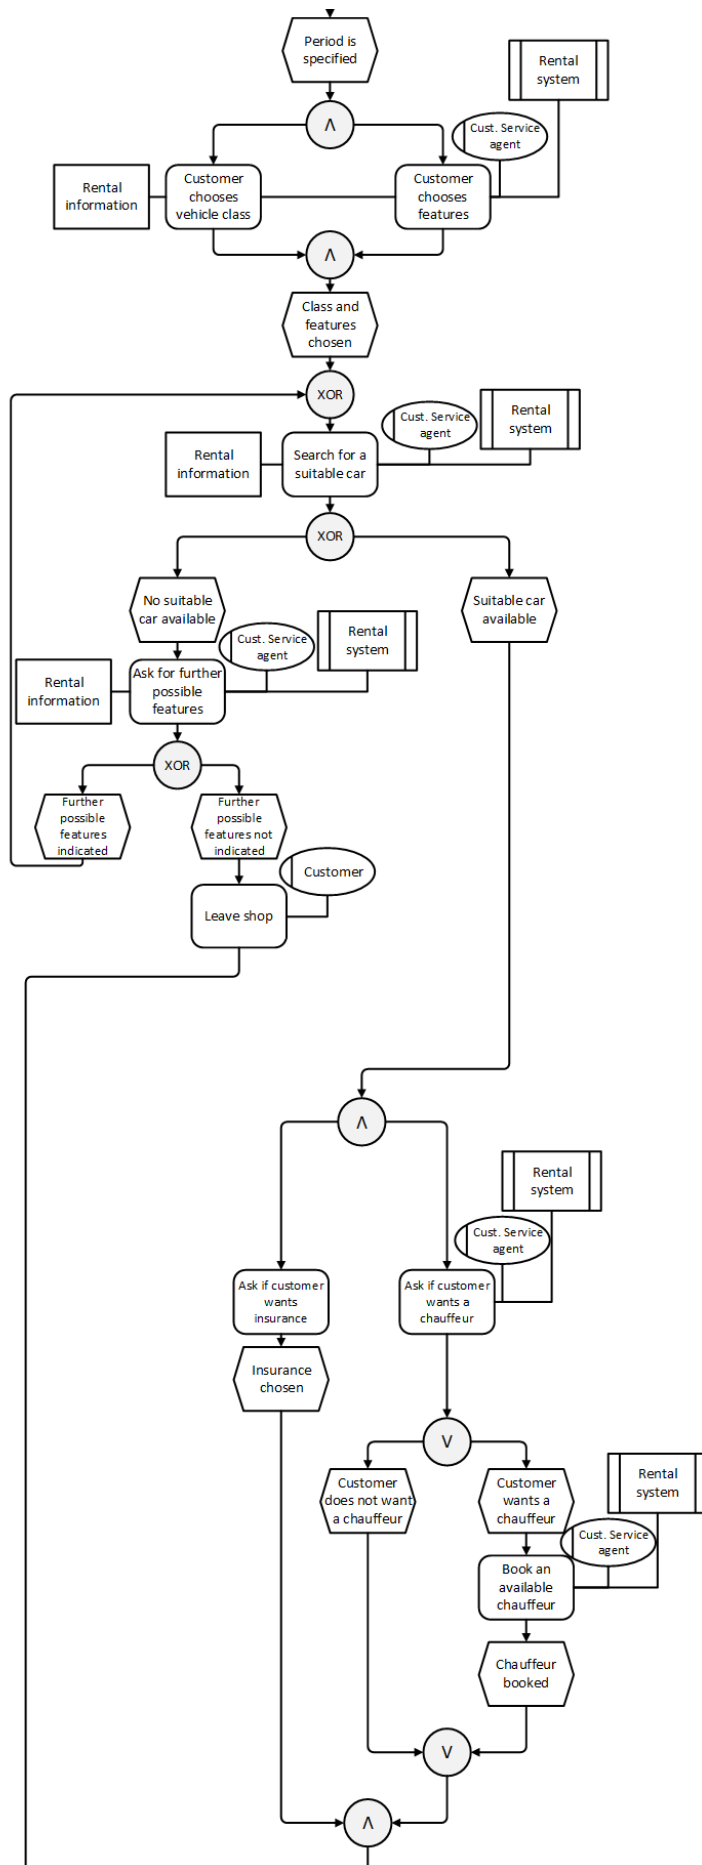 Period is
specified
Rental
system
Λ
Cust. Service
agent
Rental
information
Customer
chooses
vehicle class
Customer
chooses
features
Λ
Class and
features
chosen
XOR
Cust. Service
agent
Rental
system
Rental
information
Search for a
suitable car
XOR
No suitable
car available
Suitable car
available
Cust. Service
agent
Rental
system
Rental
information
Ask for further
possible
features
XOR
Further
possible
features
indicated
Further
possible
features not
indicated
Customer
Leave shop
Λ
Rental
system
Cust. Service
agent
Ask if customer
wants
insurance
Ask if customer
wants a
chauffeur
Insurance
chosen
V
Customer
does not want
a chauffeur
Customer
wants a
chauffeur
Rental
system
Cust. Service
agent
Book an
available
chauffeur
Chauffeur
booked
V
Λ